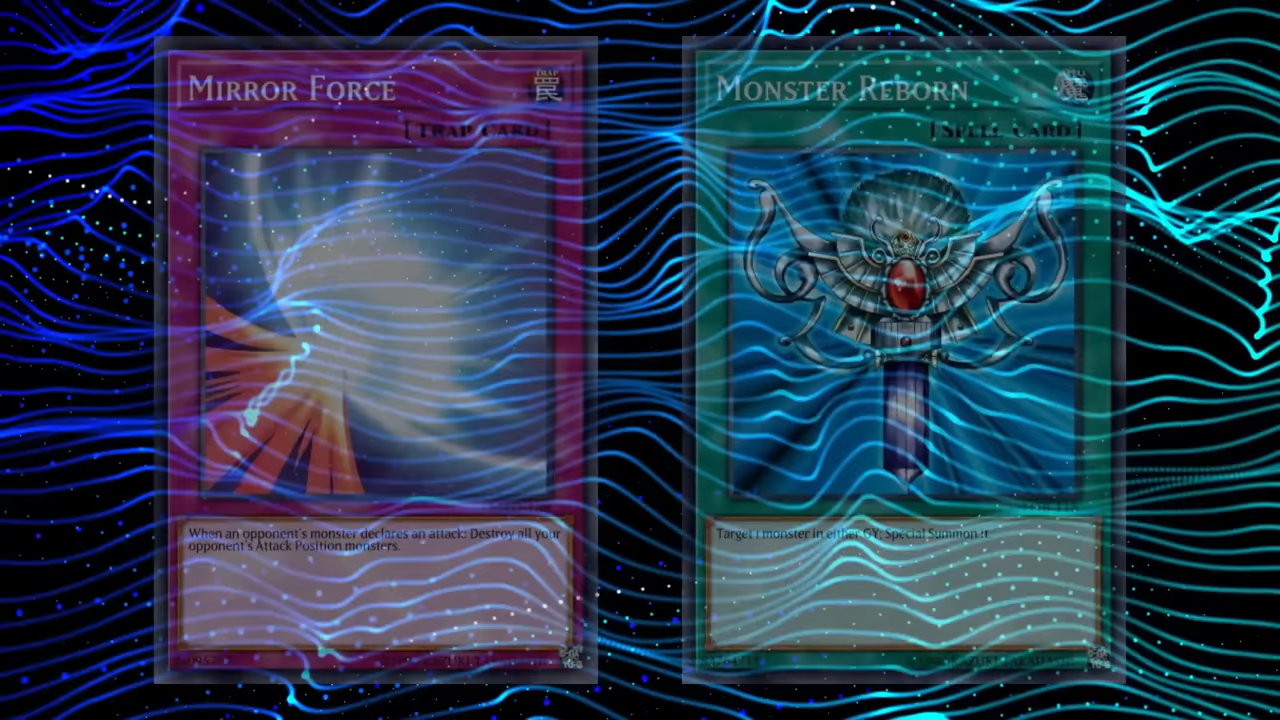 MIRROR FORCE
TRAP
罠
[TRAP CARD]
When an opponent's monster declares an attack: Destroy all your
opponent's Attack Position monsters.
MONSTER REBORN
魔
[SPELL CARD]
Target 1 monster in either GY; Special Summon it.